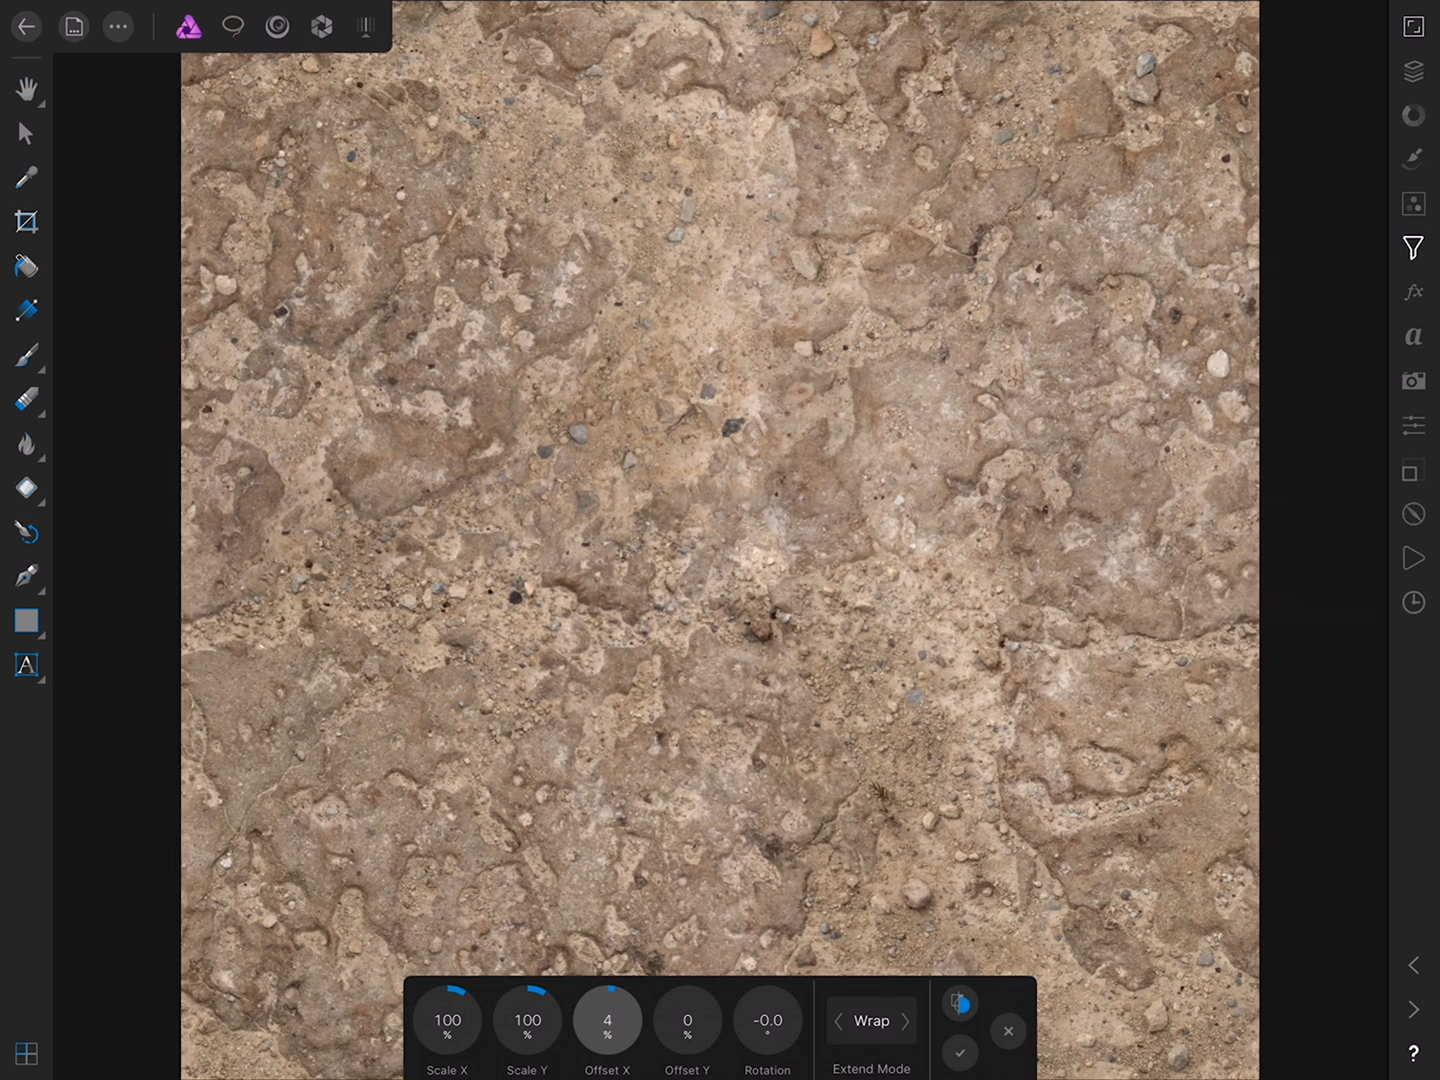 A
fx
a
100 %
100 %
4 %
0 %
-0.0 °
Wrap
Scale X
Scale Y
Offset X
Offset Y
Rotation
Extend Mode
?